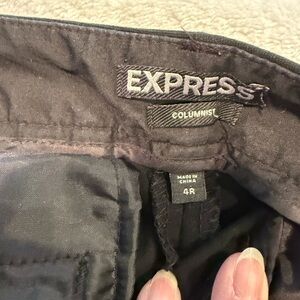 EXPRESS
COLUMNIST
MADE IN
CHINA
4R